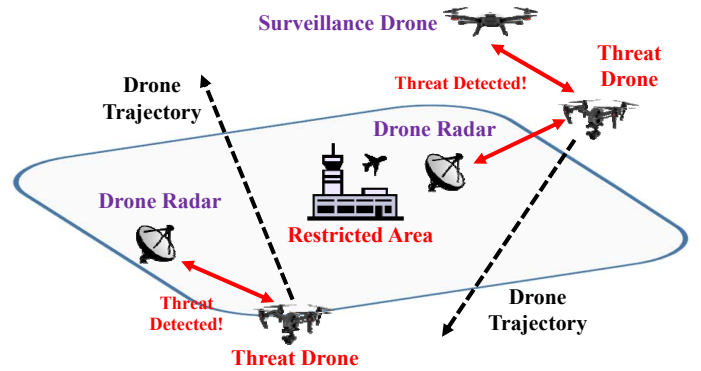 Surveillance Drone
Threat
Drone
Drone
Trajectory
Threat Detected!
Drone Radar
Drone Radar
Restricted Area
Threat
Detected!
Drone
Trajectory
Threat Drone